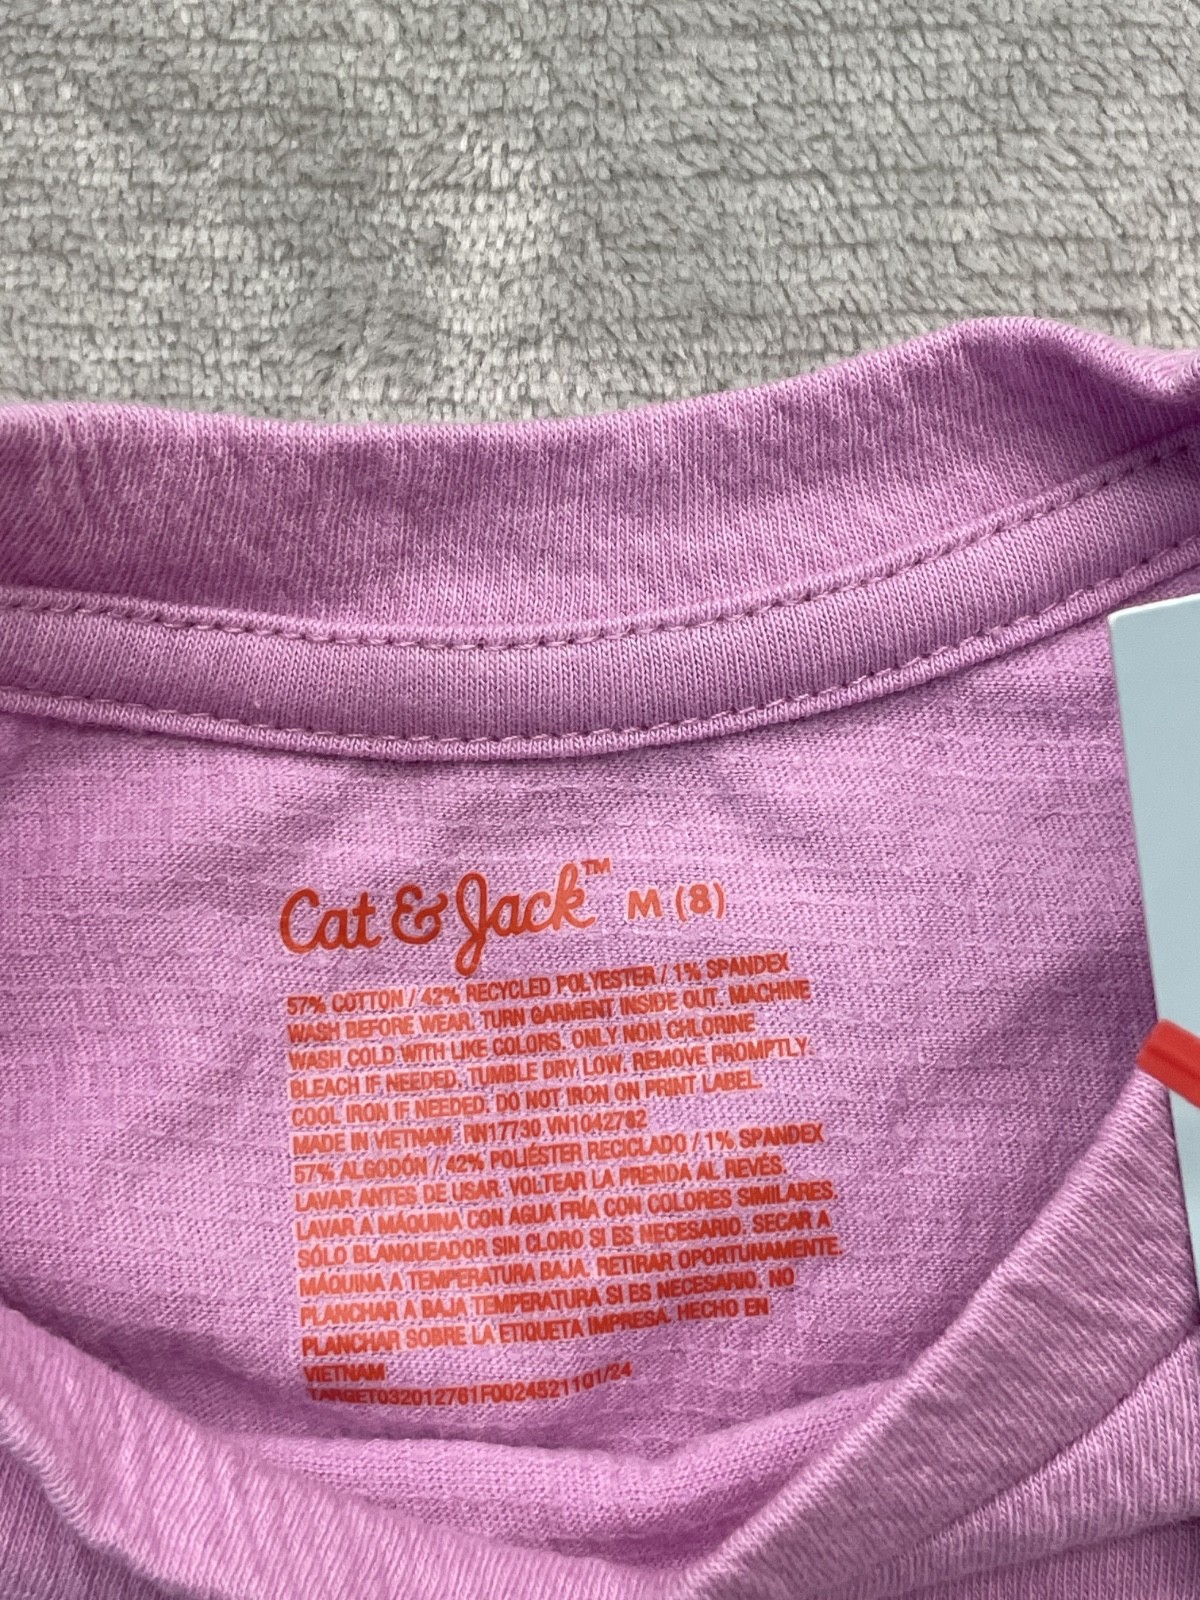 Cat & Jack™ M (8)
57% COTTON / 42% RECYCLED POLYESTER / 1% SPANDEX
WASH BEFORE WEAR. TURN GARMENT INSIDE OUT. MACHINE
WASH COLD WITH LIKE COLORS. ONLY NON CHLORINE
BLEACH IF NEEDED. TUMBLE DRY LOW. REMOVE PROMPTLY.
COOL IRON IF NEEDED. DO NOT IRON ON PRINT LABEL.
MADE IN VIETNAM RN17730 VN1042782
57% ALGODÓN / 42% POLIÉSTER RECICLADO / 1% SPANDEX
LAVAR ANTES DE USAR. VOLTEAR LA PRENDA AL REVÉS.
LAVAR A MÁQUINA CON AGUA FRÍA CON COLORES SIMILARES.
SÓLO BLANQUEADOR SIN CLORO SI ES NECESARIO. SECAR A
MÁQUINA A TEMPERATURA BAJA. RETIRAR OPORTUNAMENTE.
PLANCHAR A BAJA TEMPERATURA SI ES NECESARIO. NO
PLANCHAR SOBRE LA ETIQUETA IMPRESA. HECHO EN
VIETNAM
TARGET032012761F0024521101/24